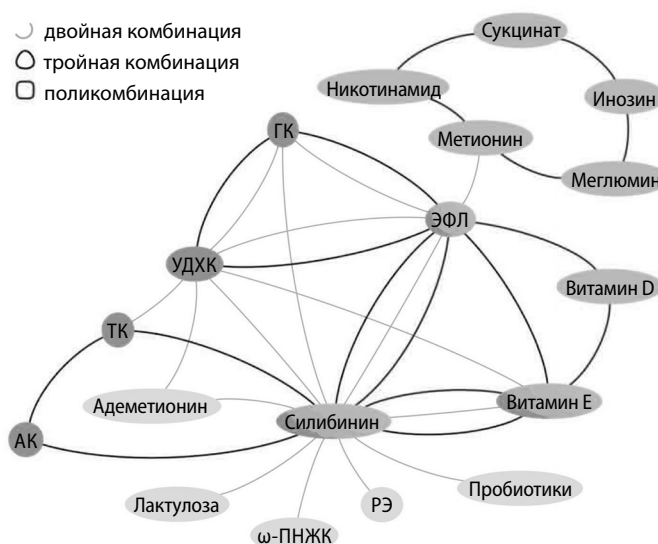 двойная комбинация
тройная комбинация
поликомбинация
Сукцинат
Никотинамид
Инозин
ГК
Метионин
Меглюмин
ЭФЛ
УДХК
Витамин D
ТК
Адеметионин
Витамин Е
Силибинин
АК
Пробиотики
Лактулоза
РЭ
ω-ПНЖК